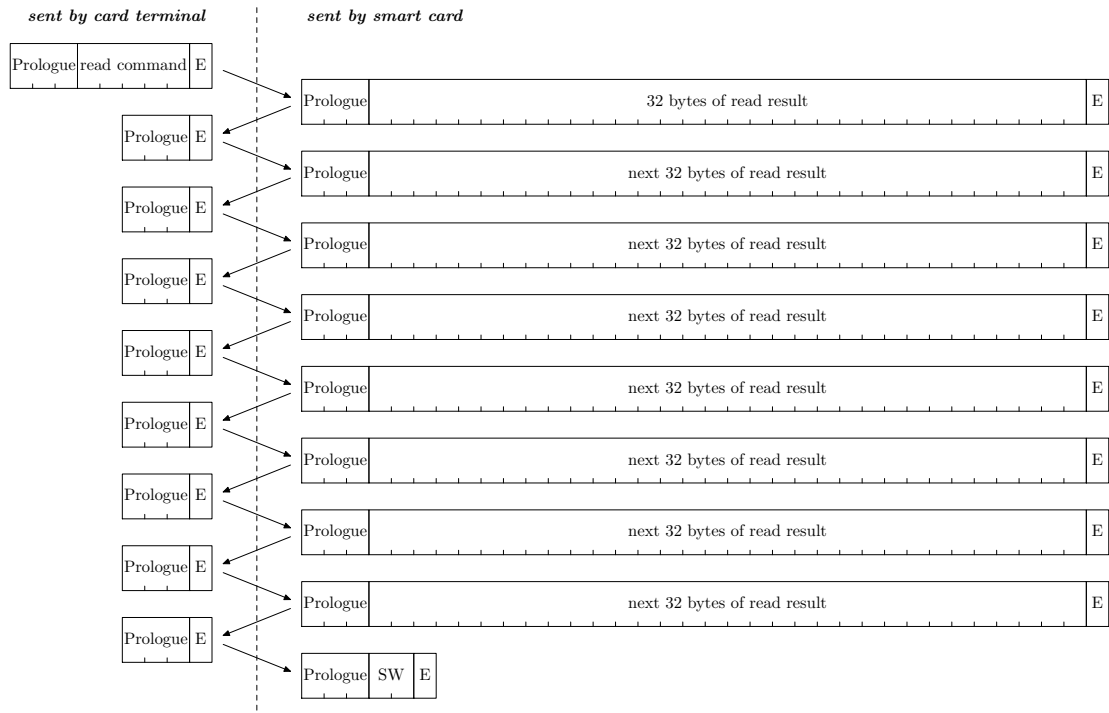 sent by card terminal sent by smart card
Prologue read command E
Prologue 32 bytes of read result E
Prologue E
Prologue next 32 bytes of read result E
Prologue E
Prologue next 32 bytes of read result E
Prologue E
Prologue next 32 bytes of read result E
Prologue E
Prologue next 32 bytes of read result E
Prologue E
Prologue next 32 bytes of read result E
Prologue E
Prologue next 32 bytes of read result E
Prologue E
Prologue next 32 bytes of read result E
Prologue E
Prologue SW E